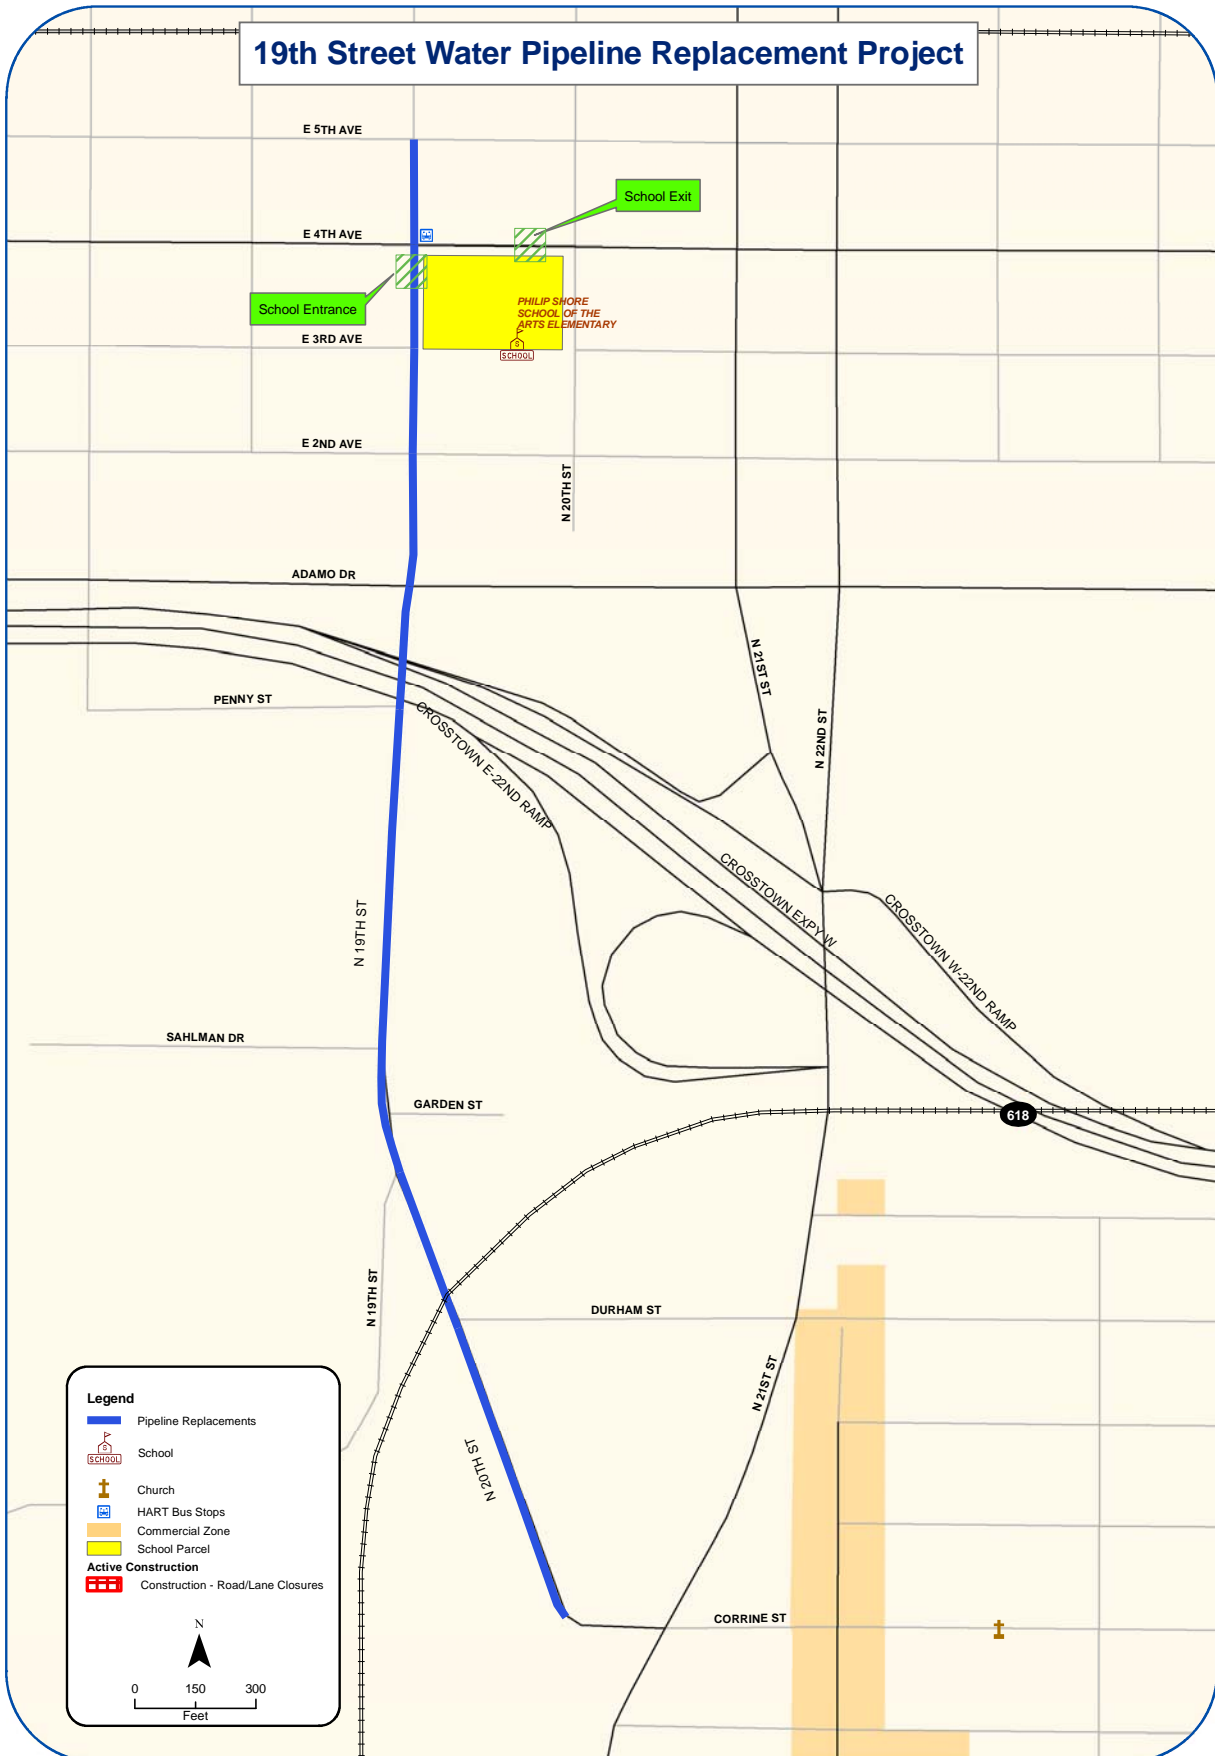 19th Street Water Pipeline Replacement Project
E 5TH AVE
School Exit
E 4TH AVE
School Entrance
PHILIP SHORE
SCHOOL OF THE
ARTS ELEMENTARY
S
SCHOOL
E 3RD AVE
E 2ND AVE
N 20TH ST
ADAMO DR
N 21ST ST
PENNY ST
CROSSTOWN E-22ND RAMP
N 22ND ST
CROSSTOWN EXPY W
CROSSTOWN W-22ND RAMP
N 19TH ST
SAHLMAN DR
GARDEN ST
618
N 19TH ST
DURHAM ST
N 21ST ST
N 20TH ST
CORRINE ST
Legend
Pipeline Replacements
S
SCHOOL
School
Church
HART Bus Stops
Commercial Zone
School Parcel
Active Construction
Construction - Road/Lane Closures
N
0 150 300
Feet